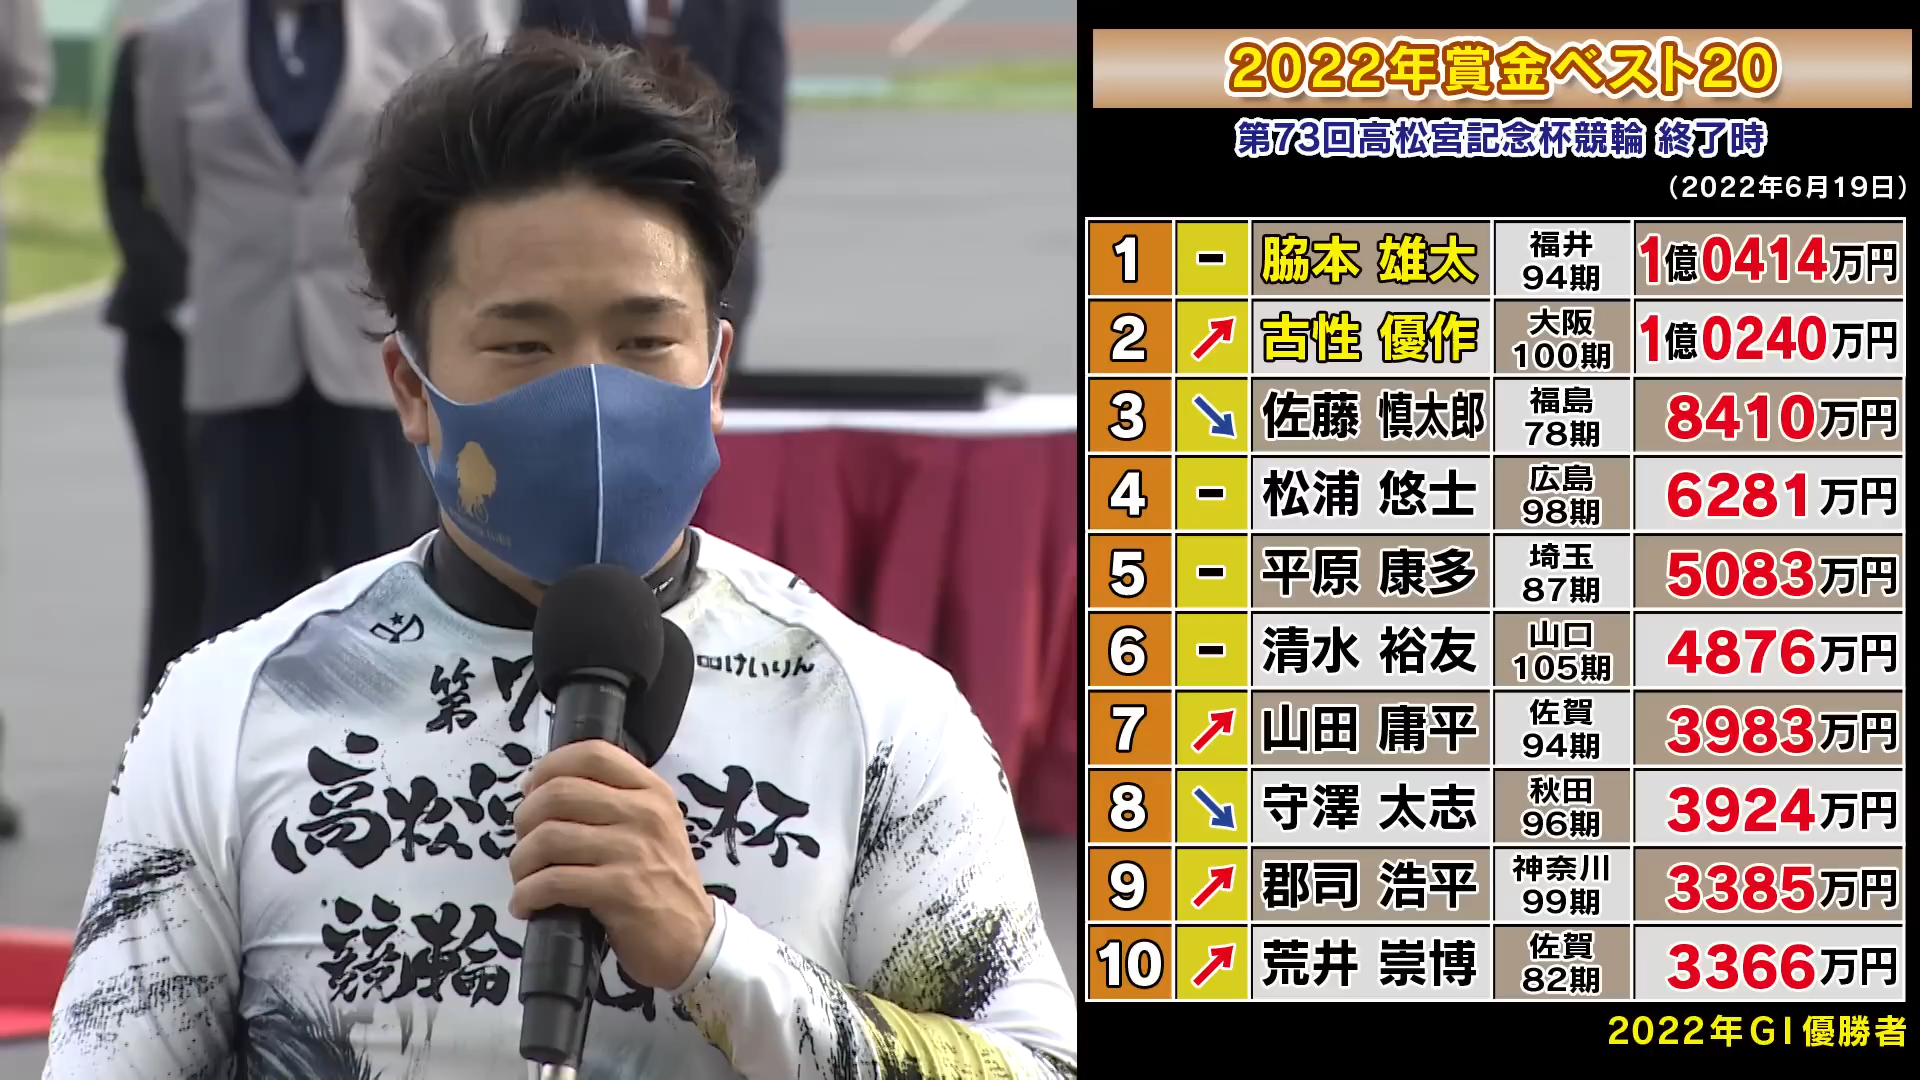 2022年賞金ベスト20
第73回高松宮記念杯競輪 終了時
(2022年6月19日)
1 - 脇本 雄太 福井 94期 1億0414万円
2 ↗ 古性 優作 大阪 100期 1億0240万円
3 ↘ 佐藤 慎太郎 福島 78期 8410万円
4 - 松浦 悠士 広島 98期 6281万円
5 - 平原 康多 埼玉 87期 5083万円
6 - 清水 裕友 山口 105期 4876万円
7 ↗ 山田 庸平 佐賀 94期 3983万円
8 ↘ 守澤 太志 秋田 96期 3924万円
9 ↗ 郡司 浩平 神奈川 99期 3385万円
10 ↗ 荒井 崇博 佐賀 82期 3366万円
2022年GI優勝者
けいりん
第7
高松宮 杯
競輪